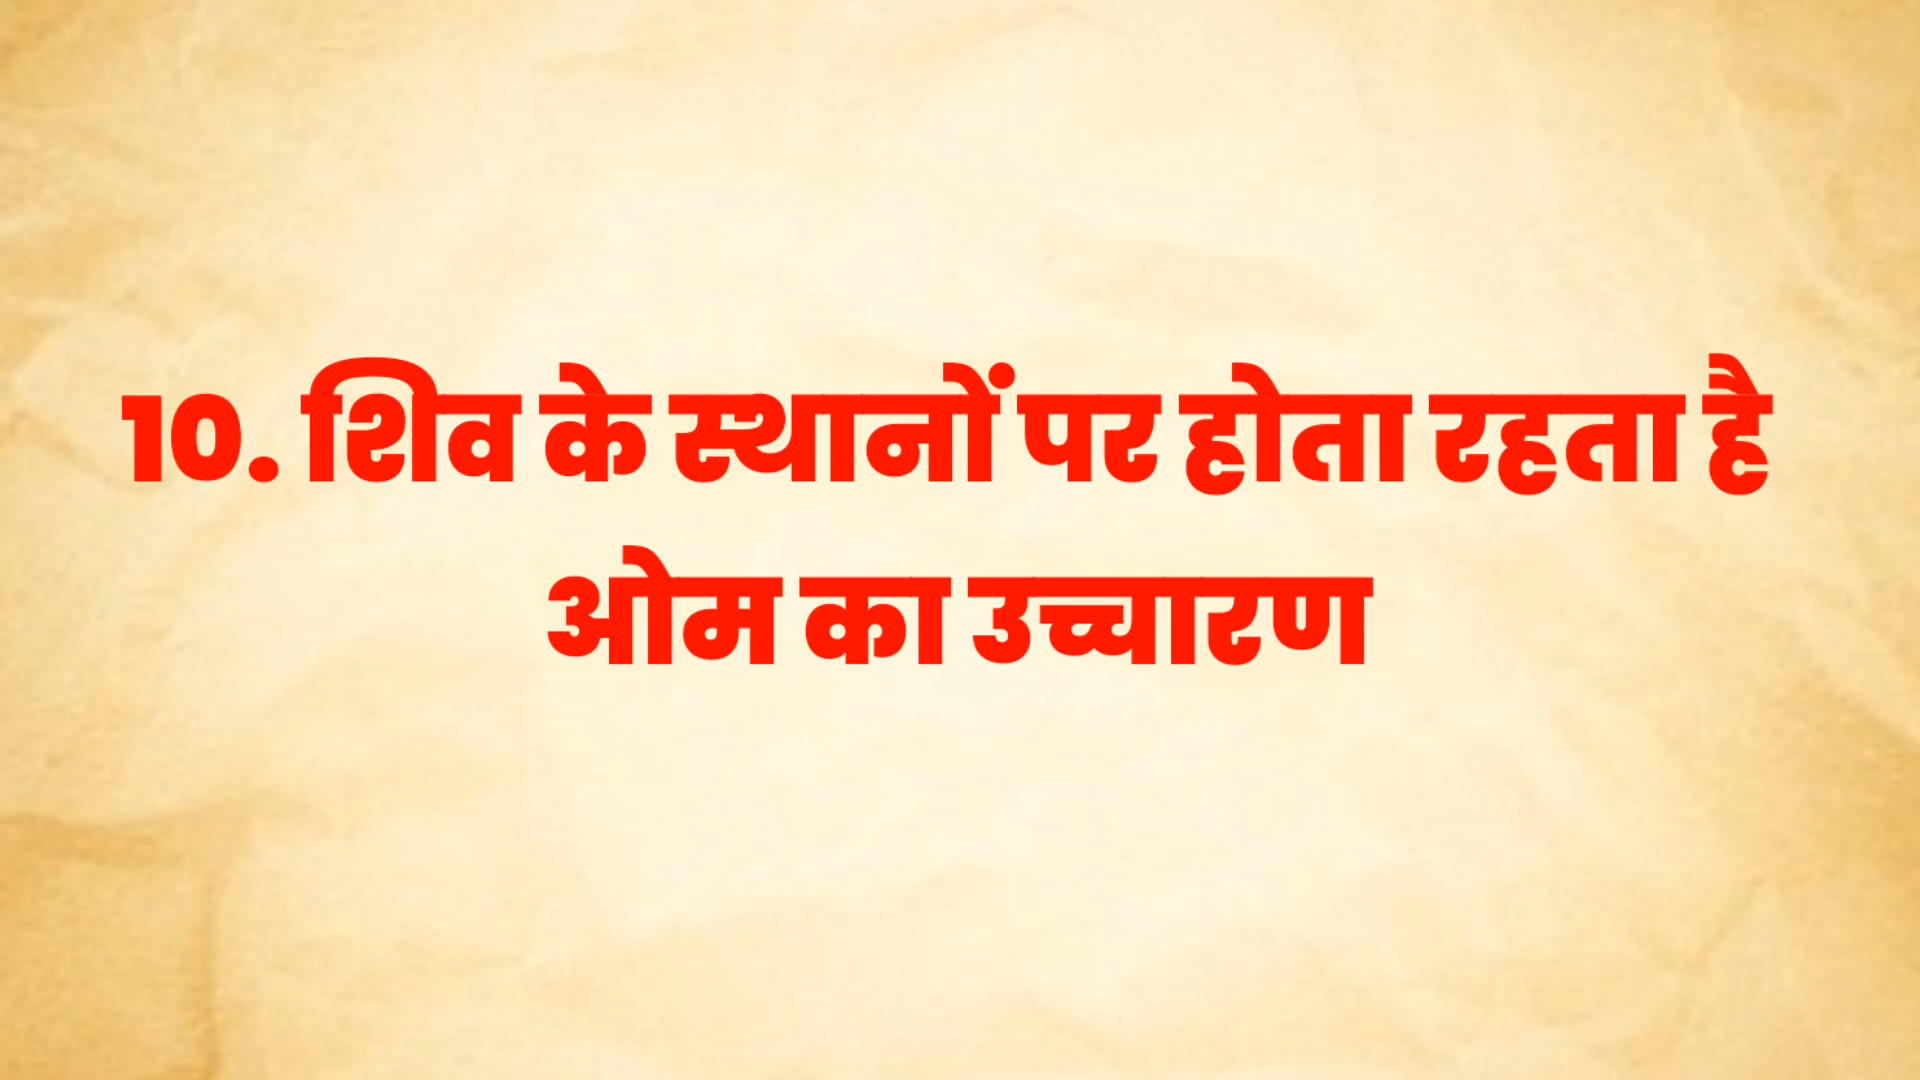 10. शिव के स्थानों पर होता रहता है
ओम का उच्चारण